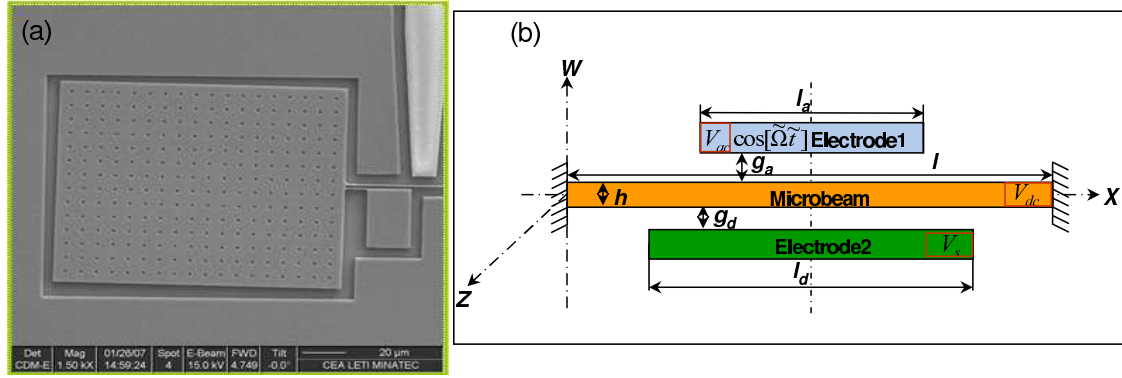 (a)
Det Mag 01/26/07 Spot E-Beam FWD Tilt 20 μm
CDM-E 1.50 kX 14:59:24 4 15.0 kV 4.749 -0.0° CEA LETI MINATEC
(b)
W
l_a
V_ac cos[Ω̃ t̃] Electrode1
g_a
l
h
Microbeam
V_dc
X
g_d
Electrode2
V_s
l_d
Z